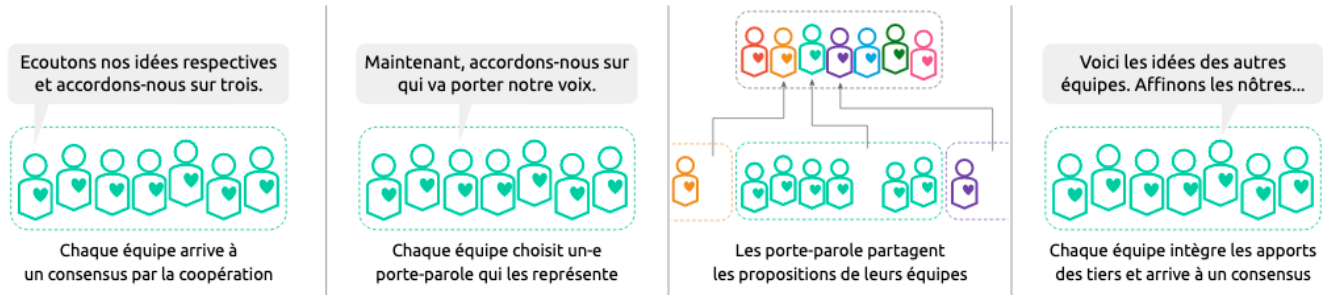 Ecoutons nos idées respectives
et accordons-nous sur trois.
Chaque équipe arrive à
un consensus par la coopération
Maintenant, accordons-nous sur
qui va porter notre voix.
Chaque équipe choisit un-e
porte-parole qui les représente
Les porte-parole partagent
les propositions de leurs équipes
Voici les idées des autres
équipes. Affinons les nôtres...
Chaque équipe intègre les apports
des tiers et arrive à un consensus